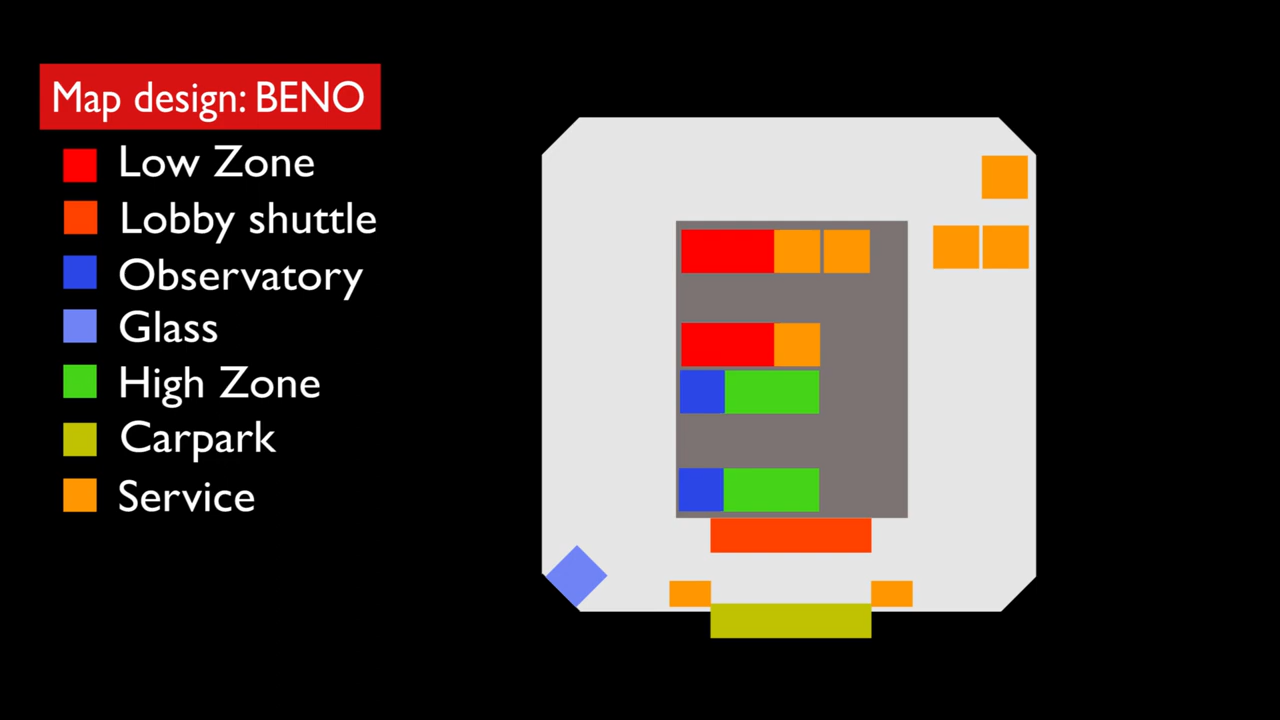 Map design: BENO
Low Zone
Lobby shuttle
Observatory
Glass
High Zone
Carpark
Service